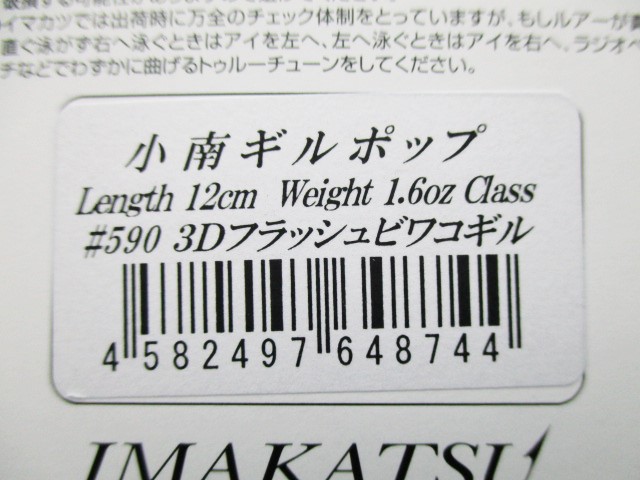 イマカツでは出荷時に万全のチェック体制をとっていますが、もしルアーが真
直ぐ泳がず右へ泳ぐときはアイを左へ、左へ泳ぐときはアイを右へ、ラジオペ
チなどでわずかに曲げるトゥルーチューンをしてください。
小南ギルポップ
Length 12cm Weight 1.6oz Class
#590 3Dフラッシュビワコギル
4 582497 648744
IMAKATSU